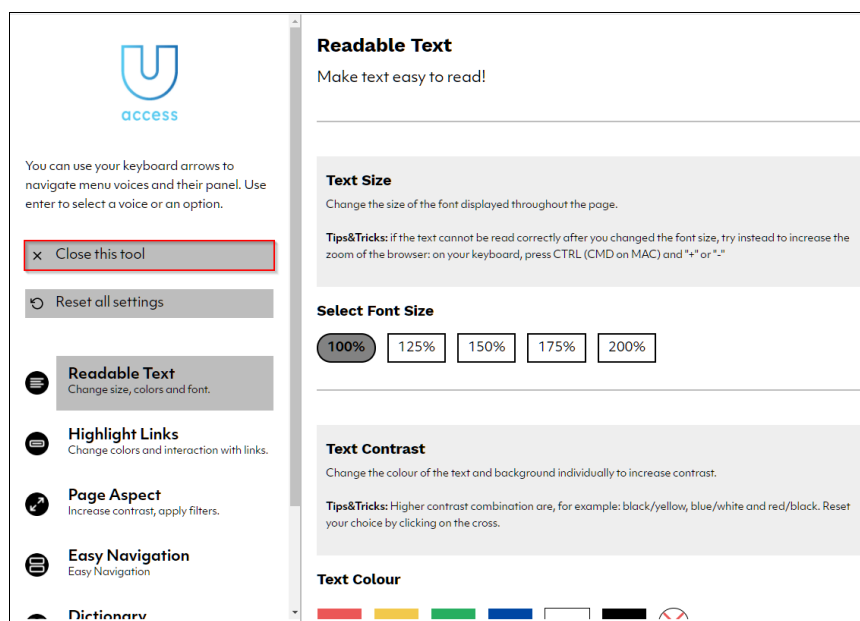 U
access
You can use your keyboard arrows to
navigate menu voices and their panel. Use
enter to select a voice or an option.
Close this tool
Reset all settings
Readable Text
Change size, colors and font.
Highlight Links
Change colors and interaction with links.
Page Aspect
Increase contrast, apply filters.
Easy Navigation
Easy Navigation
Dictionary
Readable Text
Make text easy to read!
Text Size
Change the size of the font displayed throughout the page.
Tips&Tricks: if the text cannot be read correctly after you changed the font size, try instead to increase the
zoom of the browser: on your keyboard, press CTRL (CMD on MAC) and "+" or "-"
Select Font Size
100% 125% 150% 175% 200%
Text Contrast
Change the colour of the text and background individually to increase contrast.
Tips&Tricks: Higher contrast combination are, for example: black/yellow, blue/white and red/black. Reset
your choice by clicking on the cross.
Text Colour